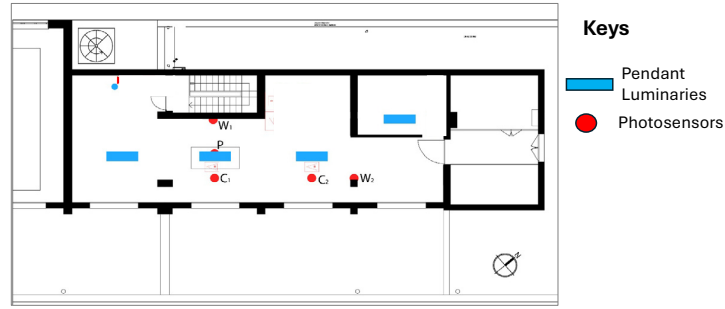 Keys
Pendant
Luminaries
Photosensors
W1
P
C1
C2
W2
N